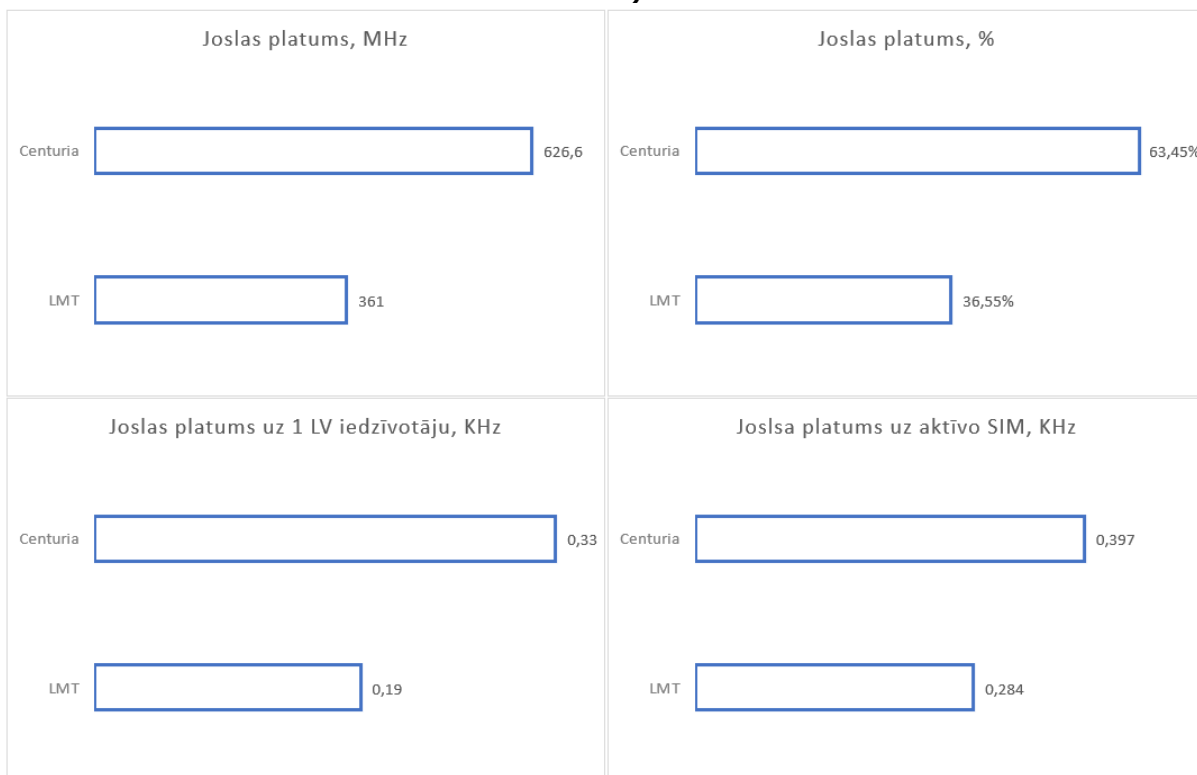 Joslas platums, MHz
Centuria
626,6
LMT
361
Joslas platums, %
Centuria
63,45%
LMT
36,55%
Joslas platums uz 1 LV iedzīvotāju, KHz
Centuria
0,33
LMT
0,19
Joslsa platums uz aktīvo SIM, KHz
Centuria
0,397
LMT
0,284